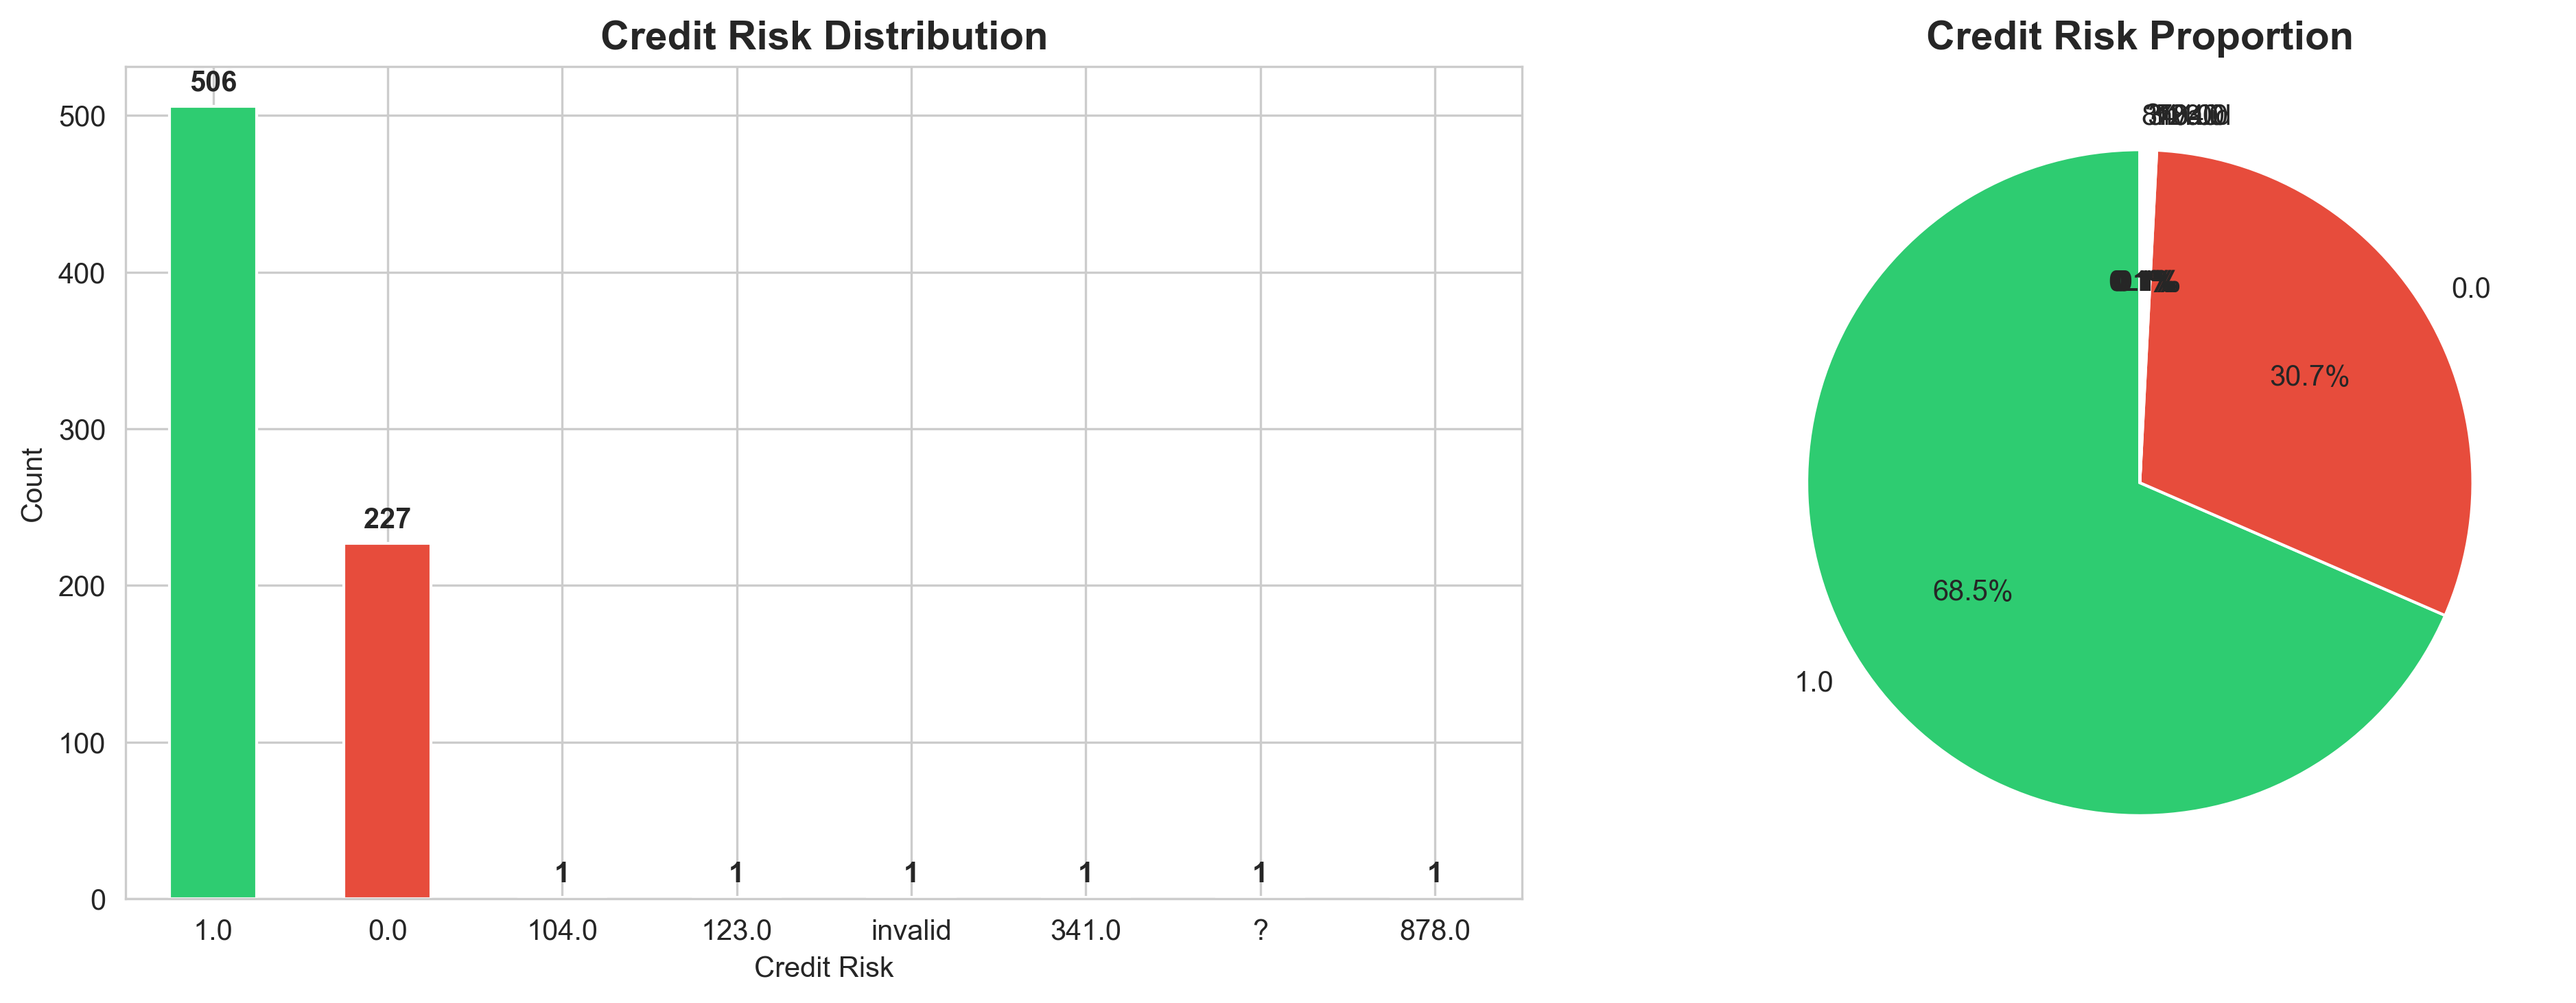 Credit Risk Distribution
506
227
1 1 1 1 1 1
500
400
300
200
100
0
Count
1.0 0.0 104.0 123.0 invalid 341.0 ? 878.0
Credit Risk
Credit Risk Proportion
0.0
30.7%
68.5%
1.0